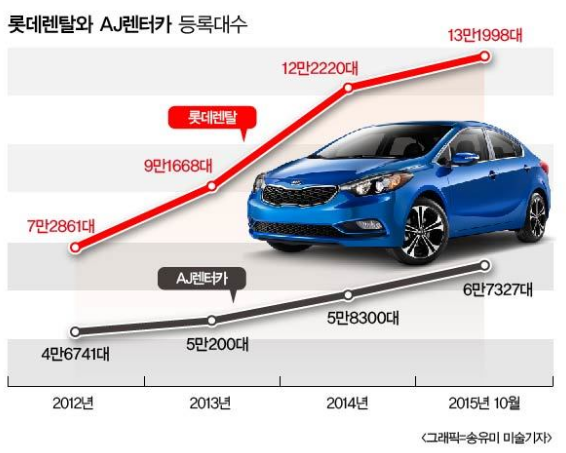 롯데렌탈와 AJ렌터카 등록대수
13만1998대
12만2220대
롯데렌탈
9만1668대
7만2861대
AJ렌터카
6만7327대
5만8300대
5만200대
4만6741대
2012년 2013년 2014년 2015년 10월
<그래픽=송유미 미술기자>